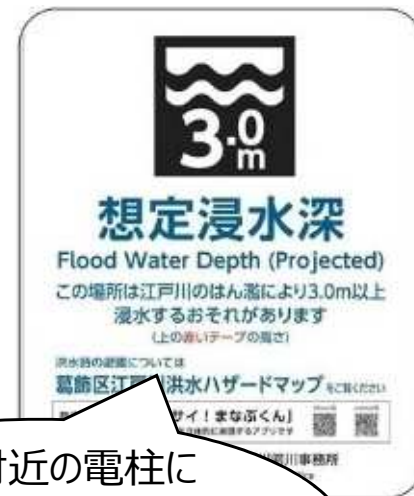 3.0m
想定浸水深
Flood Water Depth (Projected)
この場所は江戸川のはん濫により3.0m以上
浸水するおそれがあります
(上の赤いテープの高さ)
洪水時の避難については
葛飾区江戸川洪水ハザードマップをご覧ください
サイ!まなぶくん」
川河川事務所
付近の電柱に